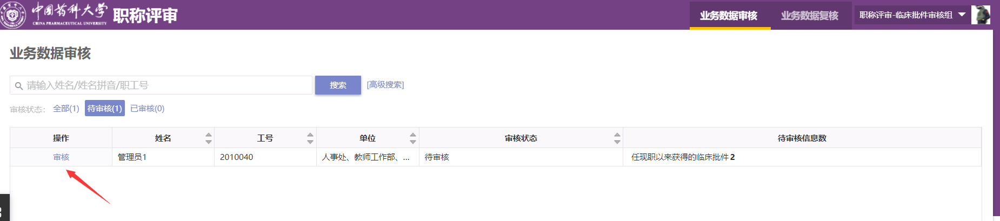 中国药科大学
CHINA PHARMACEUTICAL UNIVERSITY
职称评审
业务数据审核 业务数据复核 职称评审-临床批件审核组
业务数据审核
请输入姓名/姓名拼音/职工号 搜索 [高级搜索]
审核状态: 全部(1) 待审核(1) 已审核(0)
操作 姓名 工号 单位 审核状态 待审核信息数
审核 管理员1 2010040 人事处、教师工作部、... 待审核 任现职以来获得的临床批件 2